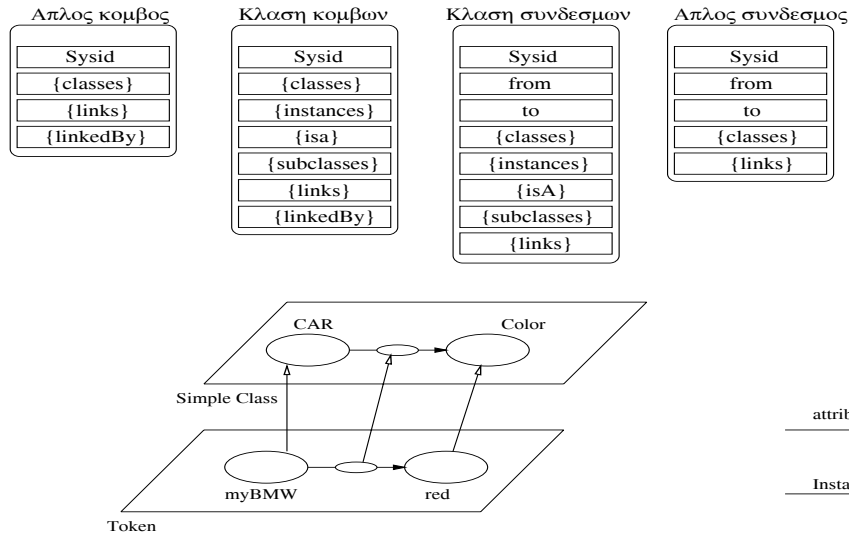 Απλος κομβος
Sysid
{classes}
{links}
{linkedBy}
Κλαση κομβων
Sysid
{classes}
{instances}
{isa}
{subclasses}
{links}
{linkedBy}
Κλαση συνδεσμων
Sysid
from
to
{classes}
{instances}
{isA}
{subclasses}
{links}
Απλος συνδεσμος
Sysid
from
to
{classes}
{links}
CAR
Color
Simple Class
attrib
myBMW
red
Insta
Token